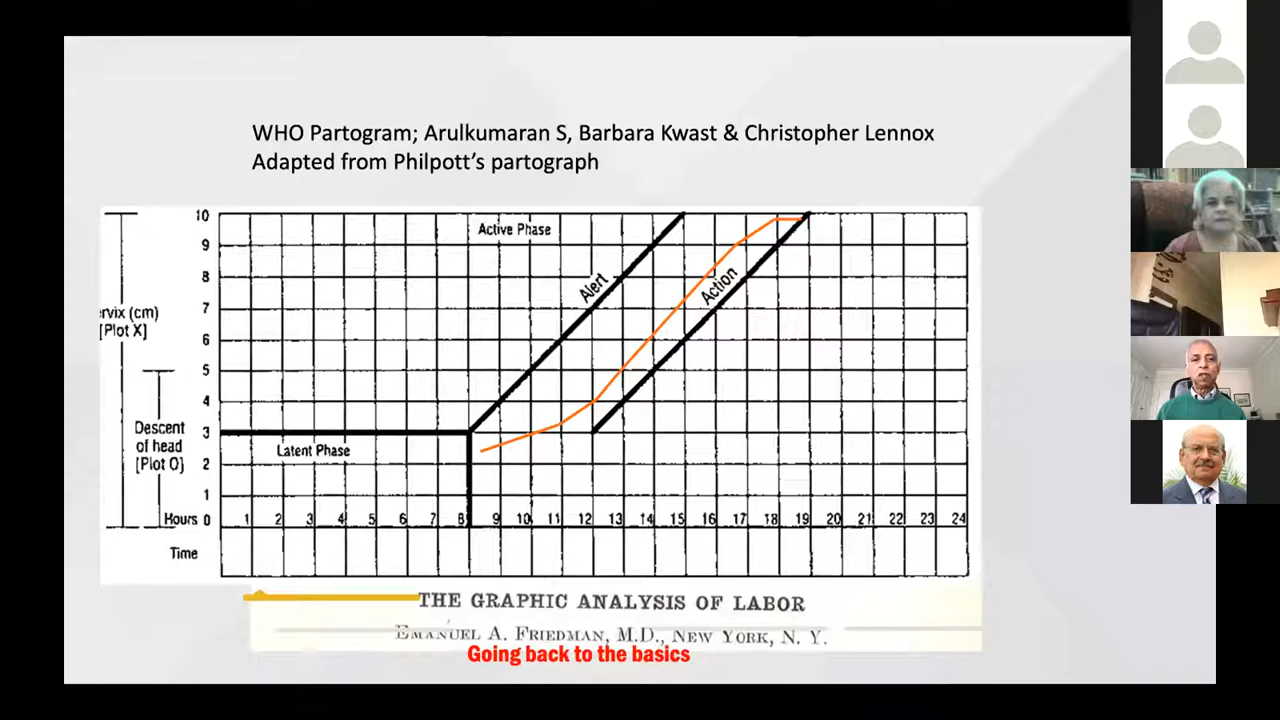 WHO Partogram; Arulkumaran S, Barbara Kwast & Christopher Lennox
Adapted from Philpott's partograph
10
Active Phase
9
8
Alert
Action
7
rvix (cm)
[Plot X]
6
5
4
Descent
of head
[Plot O]
3
Latent Phase
2
1
Hours 0 1 2 3 4 5 6 7 8 9 10 11 12 13 14 15 16 17 18 19 20 21 22 23 24
Time
THE GRAPHIC ANALYSIS OF LABOR
EMANUEL A. FRIEDMAN, M.D., NEW YORK, N. Y.
Going back to the basics